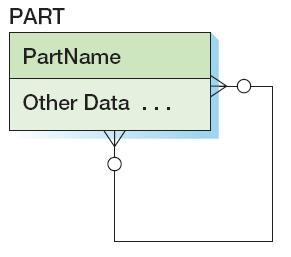 PART
PartName
Other Data . . .